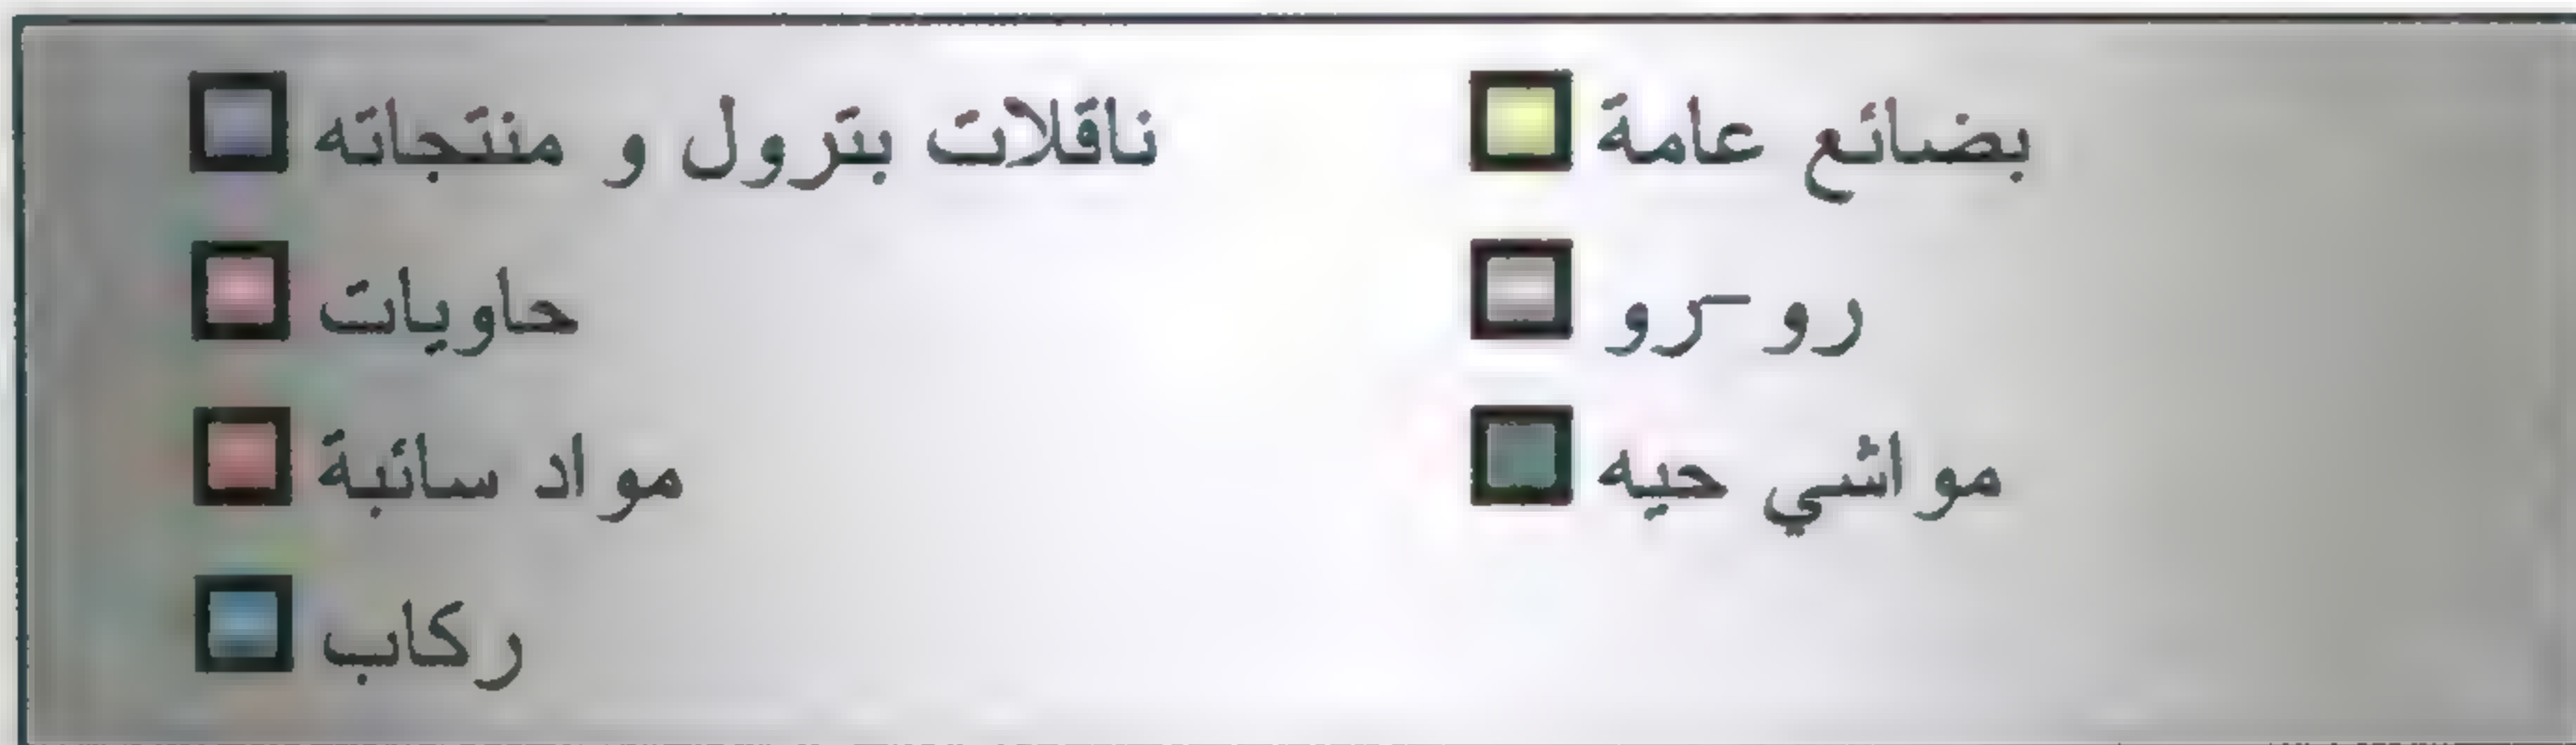 بضائع عامة
ناقلات بترول و منتجاته
رو-رو
حاويات
مواشي حيه
مواد سائبة
ركاب